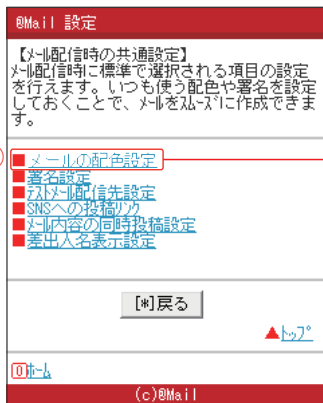 @Mail 設定
【ﾒｰﾙ配信時の共通設定】
ﾒｰﾙ配信時に標準で選択される項目の設定
を行えます。いつも使う配色や署名を設定
しておくことで、ﾒｰﾙをｽﾑｰｽﾞに作成できま
す。
■メールの配色設定
■署名設定
■ﾃｽﾄﾒｰﾙ配信先設定
■SNSへの投稿ﾘﾝｸ
■ﾒｰﾙ内容の同時投稿設定
■差出人名表示設定
[*]戻る
▲ﾄｯﾌﾟ
0ﾎｰﾑ
(c)@Mail